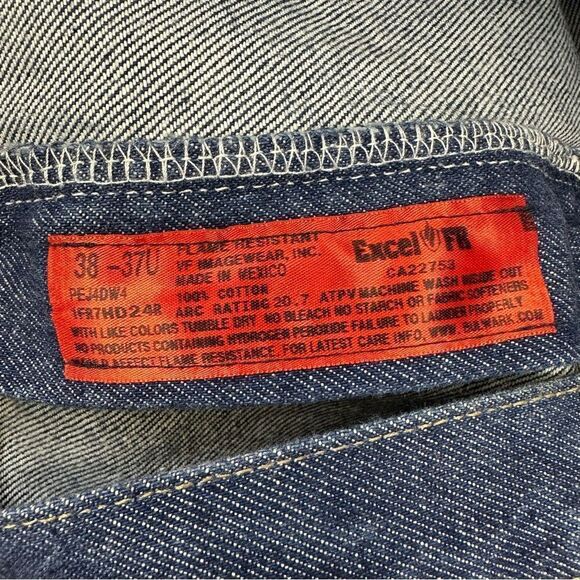 38 -37U
FLAME RESISTANT
VF IMAGEWEAR, INC.
MADE IN MEXICO
Excel FR
CA22753
PEJ4DW4
100% COTTON
1FR7HD24R ARC RATING 20.7 ATPV MACHINE WASH INSIDE OUT
WITH LIKE COLORS TUMBLE DRY NO BLEACH NO STARCH OR FABRIC SOFTENERS
NO PRODUCTS CONTAINING HYDROGEN PEROXIDE FAILURE TO LAUNDER PROPERLY
AFFECT FLAME RESISTANCE. FOR LATEST CARE INFO. WWW.BULWARK.COM